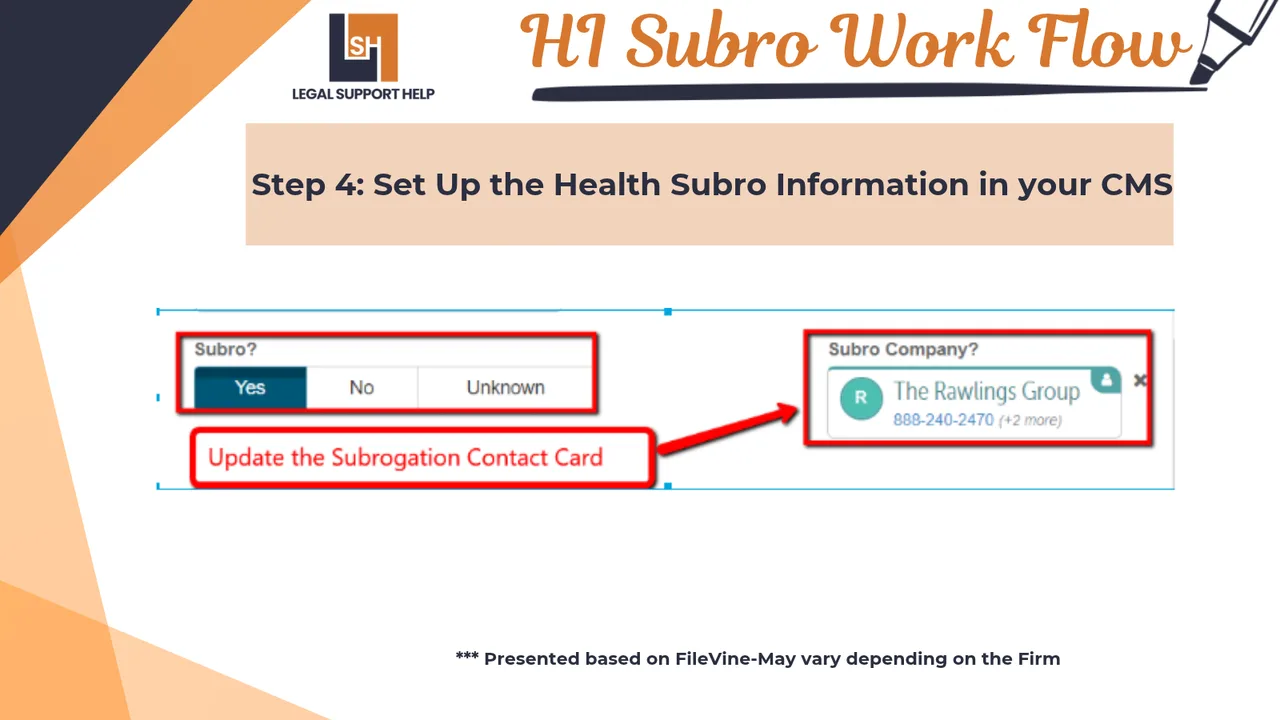 LSH
LEGAL SUPPORT HELP
HI Subro Work Flow
Step 4: Set Up the Health Subro Information in your CMS
Subro?
Yes No Unknown
Update the Subrogation Contact Card
Subro Company?
R
The Rawlings Group
888-240-2470 (+2 more)
*** Presented based on FileVine-May vary depending on the Firm